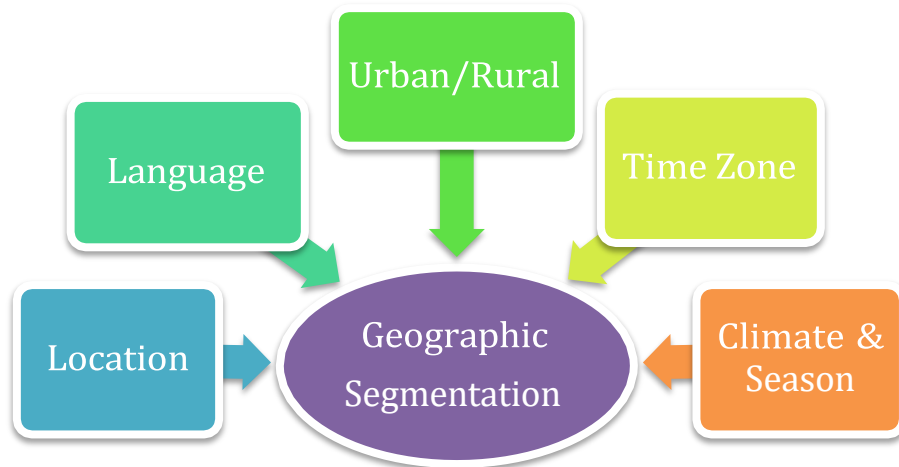 Urban/Rural
Language
Time Zone
Location
Geographic
Segmentation
Climate &
Season